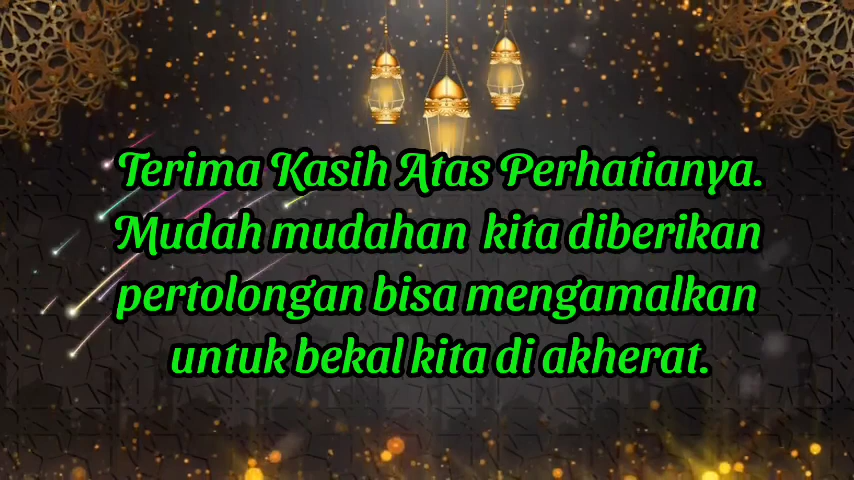 Terima Kasih Atas Perhatianya.
Mudah mudahan kita diberikan
pertolongan bisa mengamalkan
untuk bekal kita di akherat.